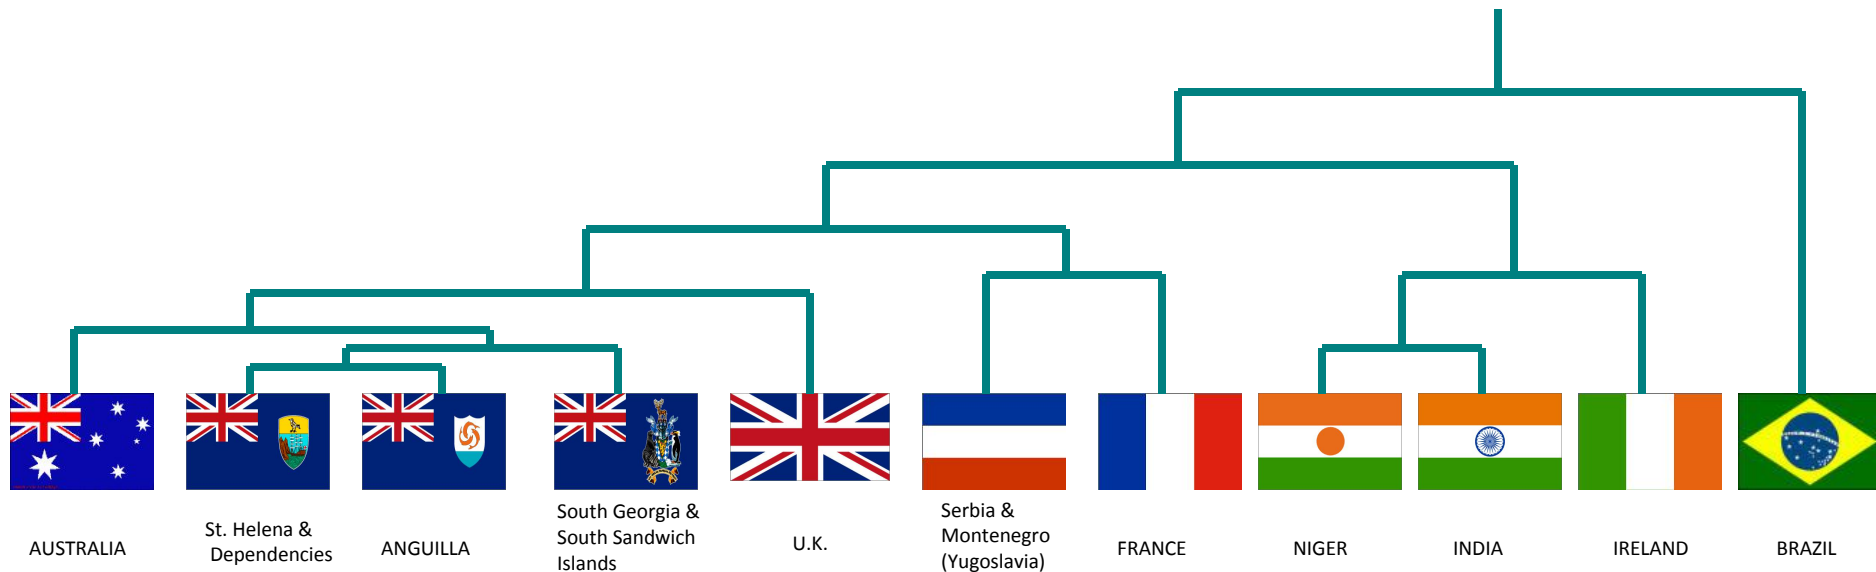 AUSTRALIA
St. Helena &
Dependencies
ANGUILLA
South Georgia &
South Sandwich
Islands
U.K.
Serbia &
Montenegro
(Yugoslavia)
FRANCE
NIGER
INDIA
IRELAND
BRAZIL